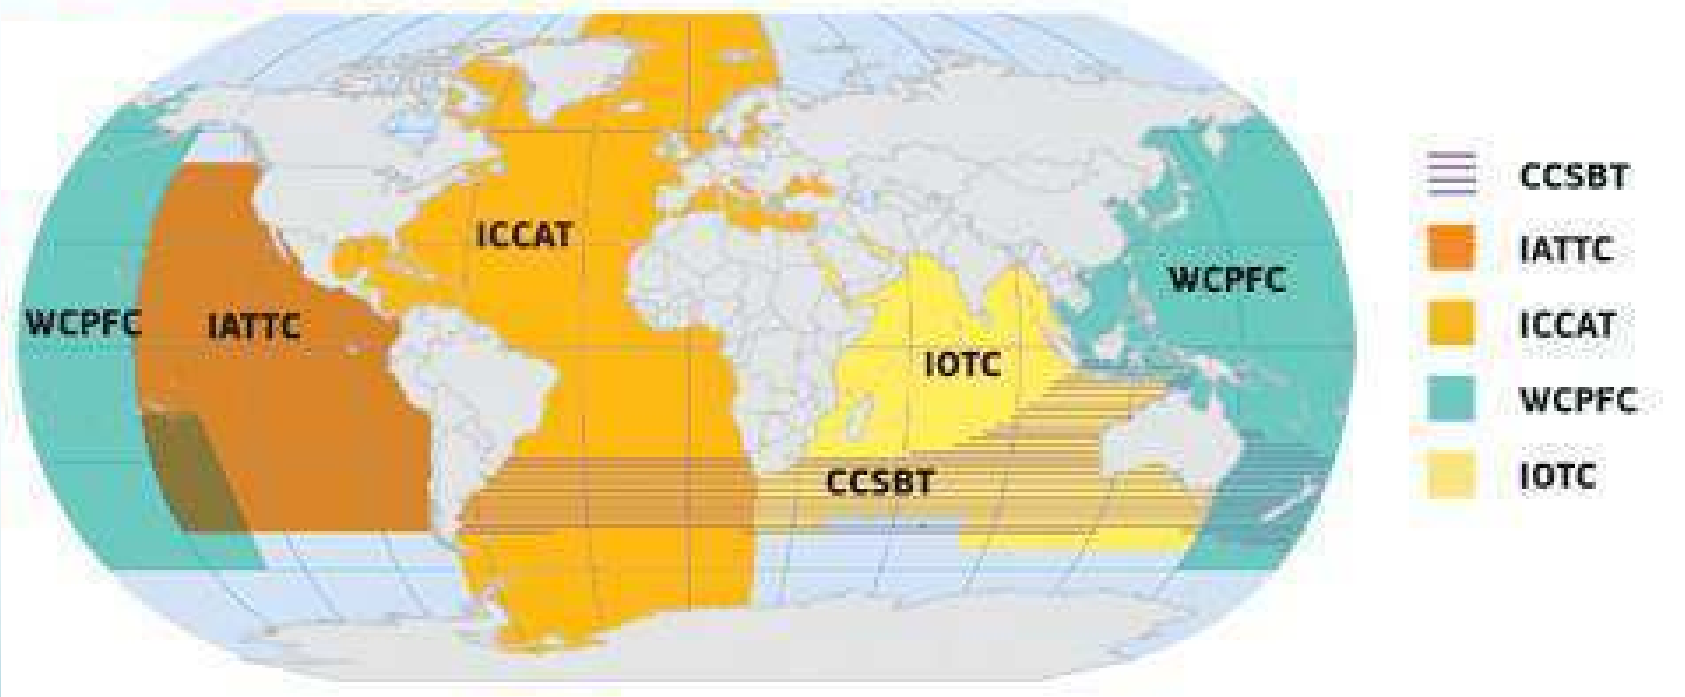 ICCAT
WCPFC
WCPFC
IATTC
IOTC
CCSBT
CCSBT
IATTC
ICCAT
WCPFC
IOTC